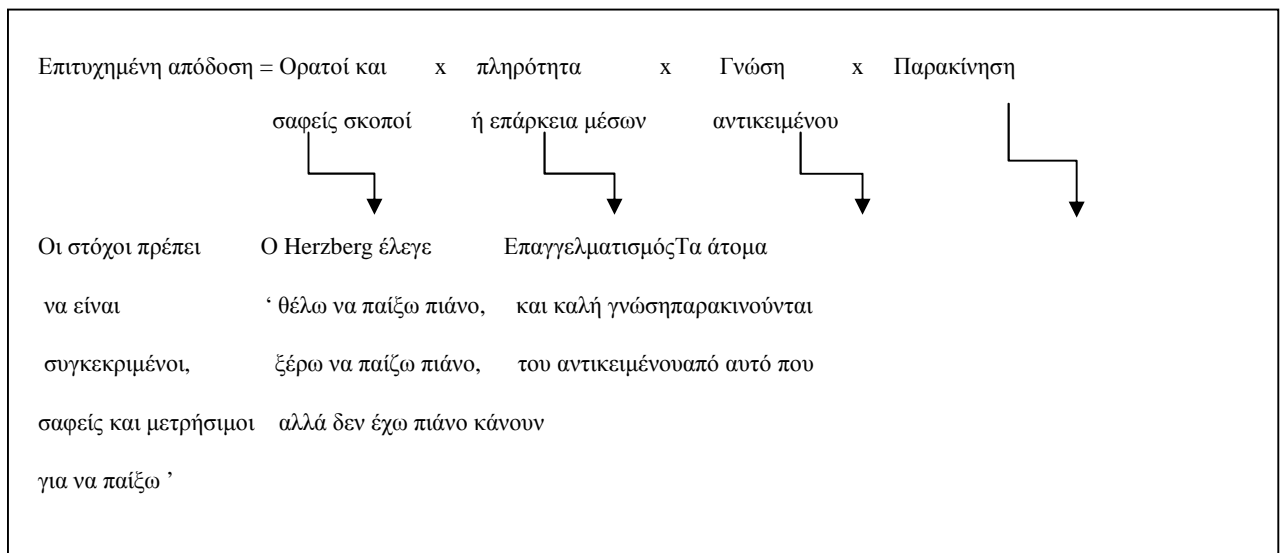 Επιτυχημένη απόδοση = Ορατοί και x πληρότητα x Γνώση x Παρακίνηση
σαφείς σκοποί ή επάρκεια μέσων αντικειμένου
Οι στόχοι πρέπει Ο Herzberg έλεγε ΕπαγγελματισμόςΤα άτομα
να είναι ‘ θέλω να παίξω πιάνο, και καλή γνώσηπαρακινούνται
συγκεκριμένοι, ξέρω να παίζω πιάνο, του αντικειμένουαπό αυτό που
σαφείς και μετρήσιμοι αλλά δεν έχω πιάνο κάνουν
για να παίξω ’